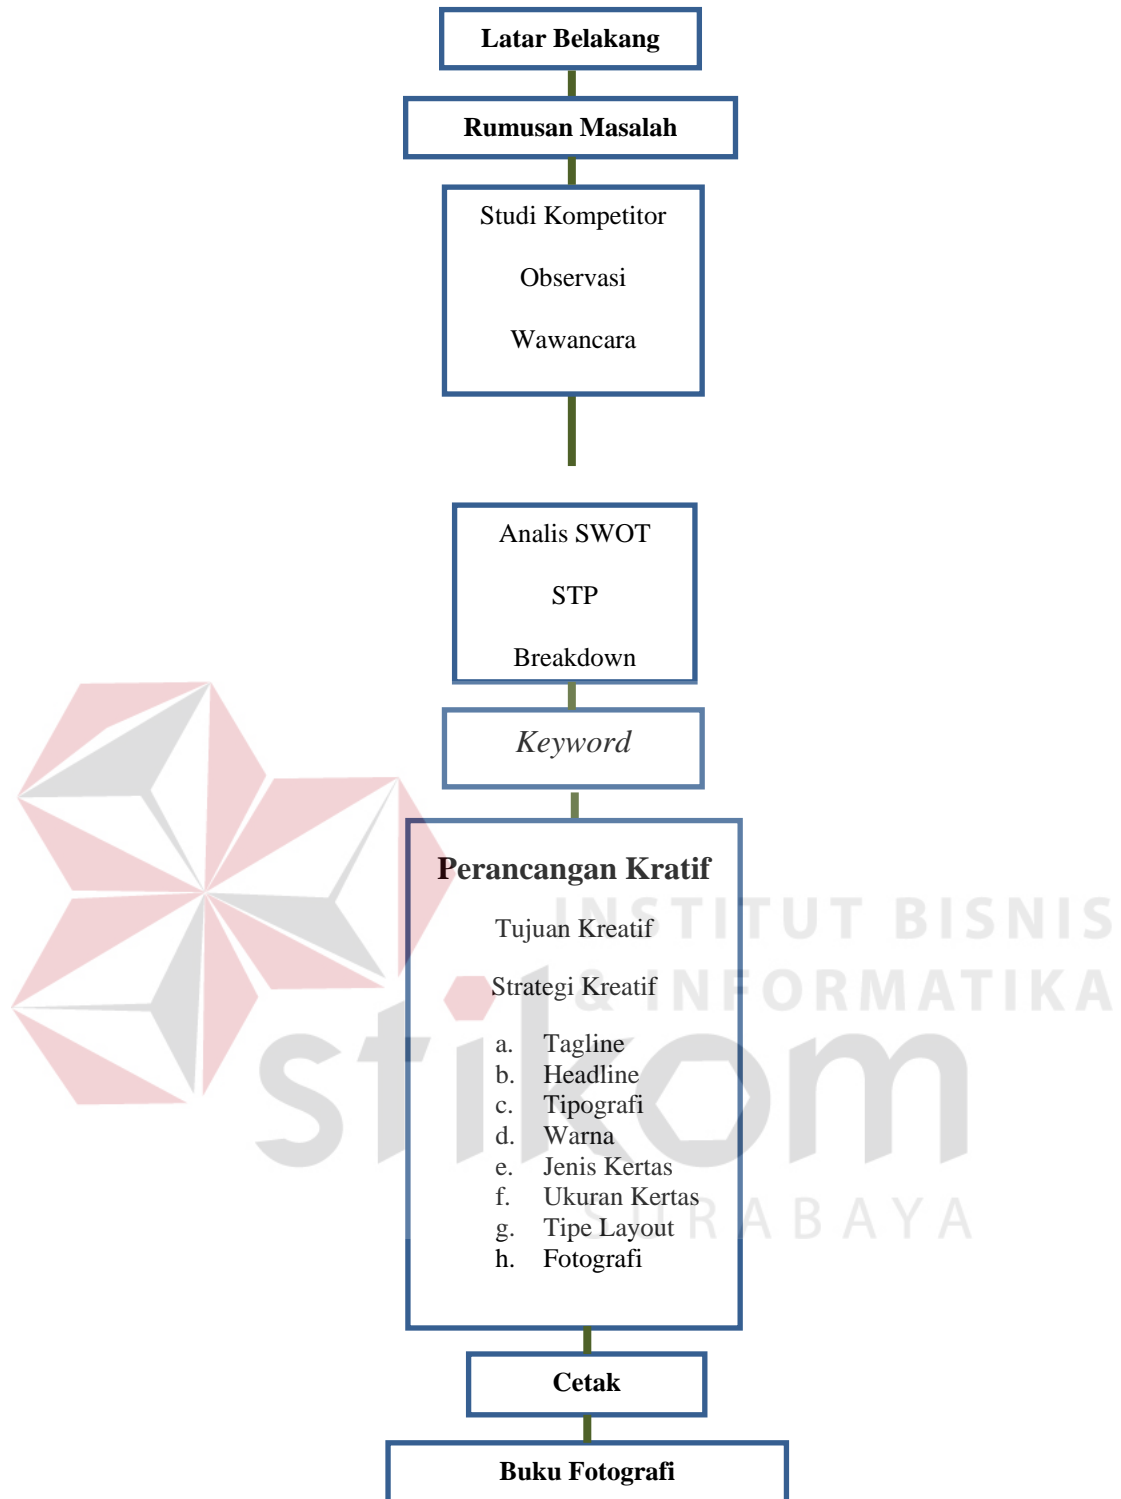 Latar Belakang
Rumusan Masalah
Studi Kompetitor
Observasi
Wawancara
Analis SWOT
STP
Breakdown
Keyword
Perancangan Kratif
Tujuan Kreatif
Strategi Kreatif
a. Tagline
b. Headline
c. Tipografi
d. Warna
e. Jenis Kertas
f. Ukuran Kertas
g. Tipe Layout
h. Fotografi
Cetak
Buku Fotografi
INSTITUT BISNIS
& INFORMATIKA
stikom
SURABAYA